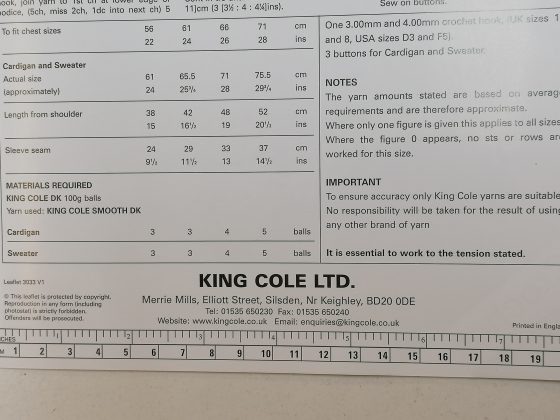 hook, join yarn to 1st ch at lower edge of
bodice, (5ch, miss 2ch, 1dc into next ch) 5
11[cm (3 [3½ : 4 : 4¼]ins).
Sew on buttons.
To fit chest sizes 56 61 66 71 cm
22 24 26 28 ins
Cardigan and Sweater
Actual size 61 65.5 71 75.5 cm
(approximately) 24 25¾ 28 29¾ ins
Length from shoulder 38 42 48 52 cm
15 16½ 19 20½ ins
Sleeve seam 24 29 33 37 cm
9½ 11½ 13 14½ ins
MATERIALS REQUIRED
KING COLE DK 100g balls
Yarn used: KING COLE SMOOTH DK
Cardigan 3 3 4 5 balls
Sweater 3 3 4 5 balls
One 3.00mm and 4.00mm crochet hook, (UK sizes 1
and 8, USA sizes D3 and F5).
3 buttons for Cardigan and Sweater.
NOTES
The yarn amounts stated are based on average
requirements and are therefore approximate.
Where only one figure is given this applies to all sizes
Where the figure 0 appears, no sts or rows are
worked for this size.
IMPORTANT
To ensure accuracy only King Cole yarns are suitable
No responsibility will be taken for the result of using
any other brand of yarn
It is essential to work to the tension stated.
Leaflet 3033 V1
© This leaflet is protected by copyright.
Reproduction in any form (including
photostat) is strictly forbidden.
Offenders will be prosecuted.
KING COLE LTD.
Merrie Mills, Elliott Street, Silsden, Nr Keighley, BD20 0DE
Tel: 01535 650230 Fax: 01535 650240
Website: www.kingcole.co.uk Email: enquiries@kingcole.co.uk
Printed in Engla
CHES 1 2 3 4 5 6 7
M 1 2 3 4 5 6 7 8 9 10 11 12 13 14 15 16 17 18 19